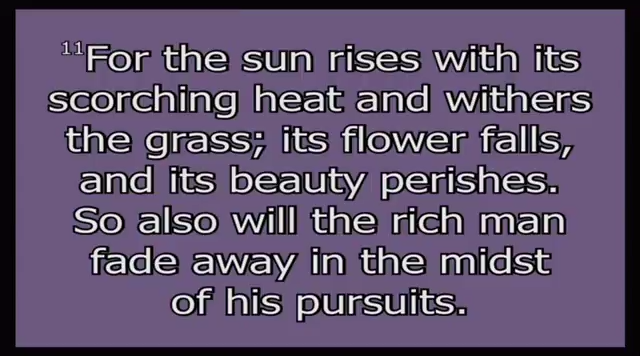 11For the sun rises with its
scorching heat and withers
the grass; its flower falls,
and its beauty perishes.
So also will the rich man
fade away in the midst
of his pursuits.